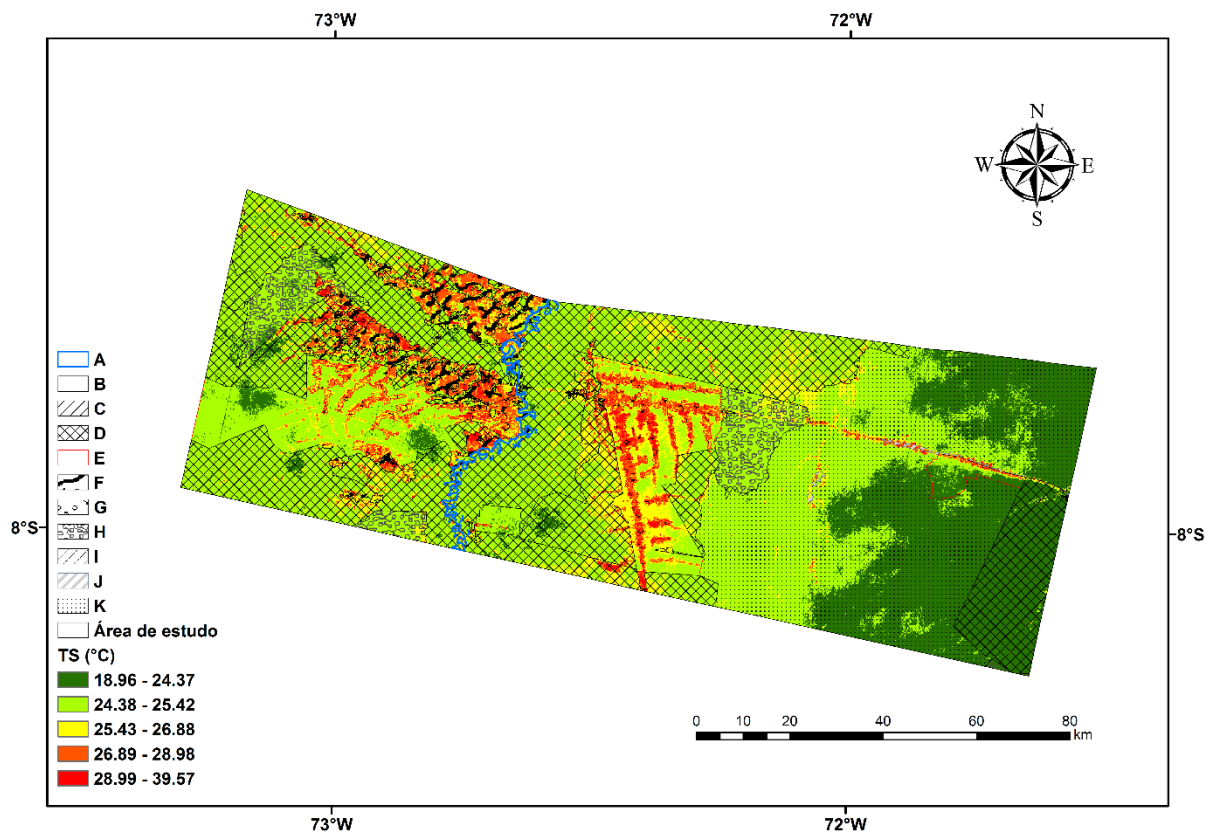 73°W 72°W
N
W E
S
A
B
C
D
E
F
G
H
I
J
K
Área de estudo
TS (°C)
18.96 - 24.37
24.38 - 25.42
25.43 - 26.88
26.89 - 28.98
28.99 - 39.57
8°S 8°S
0 10 20 40 60 80
km
73°W 72°W